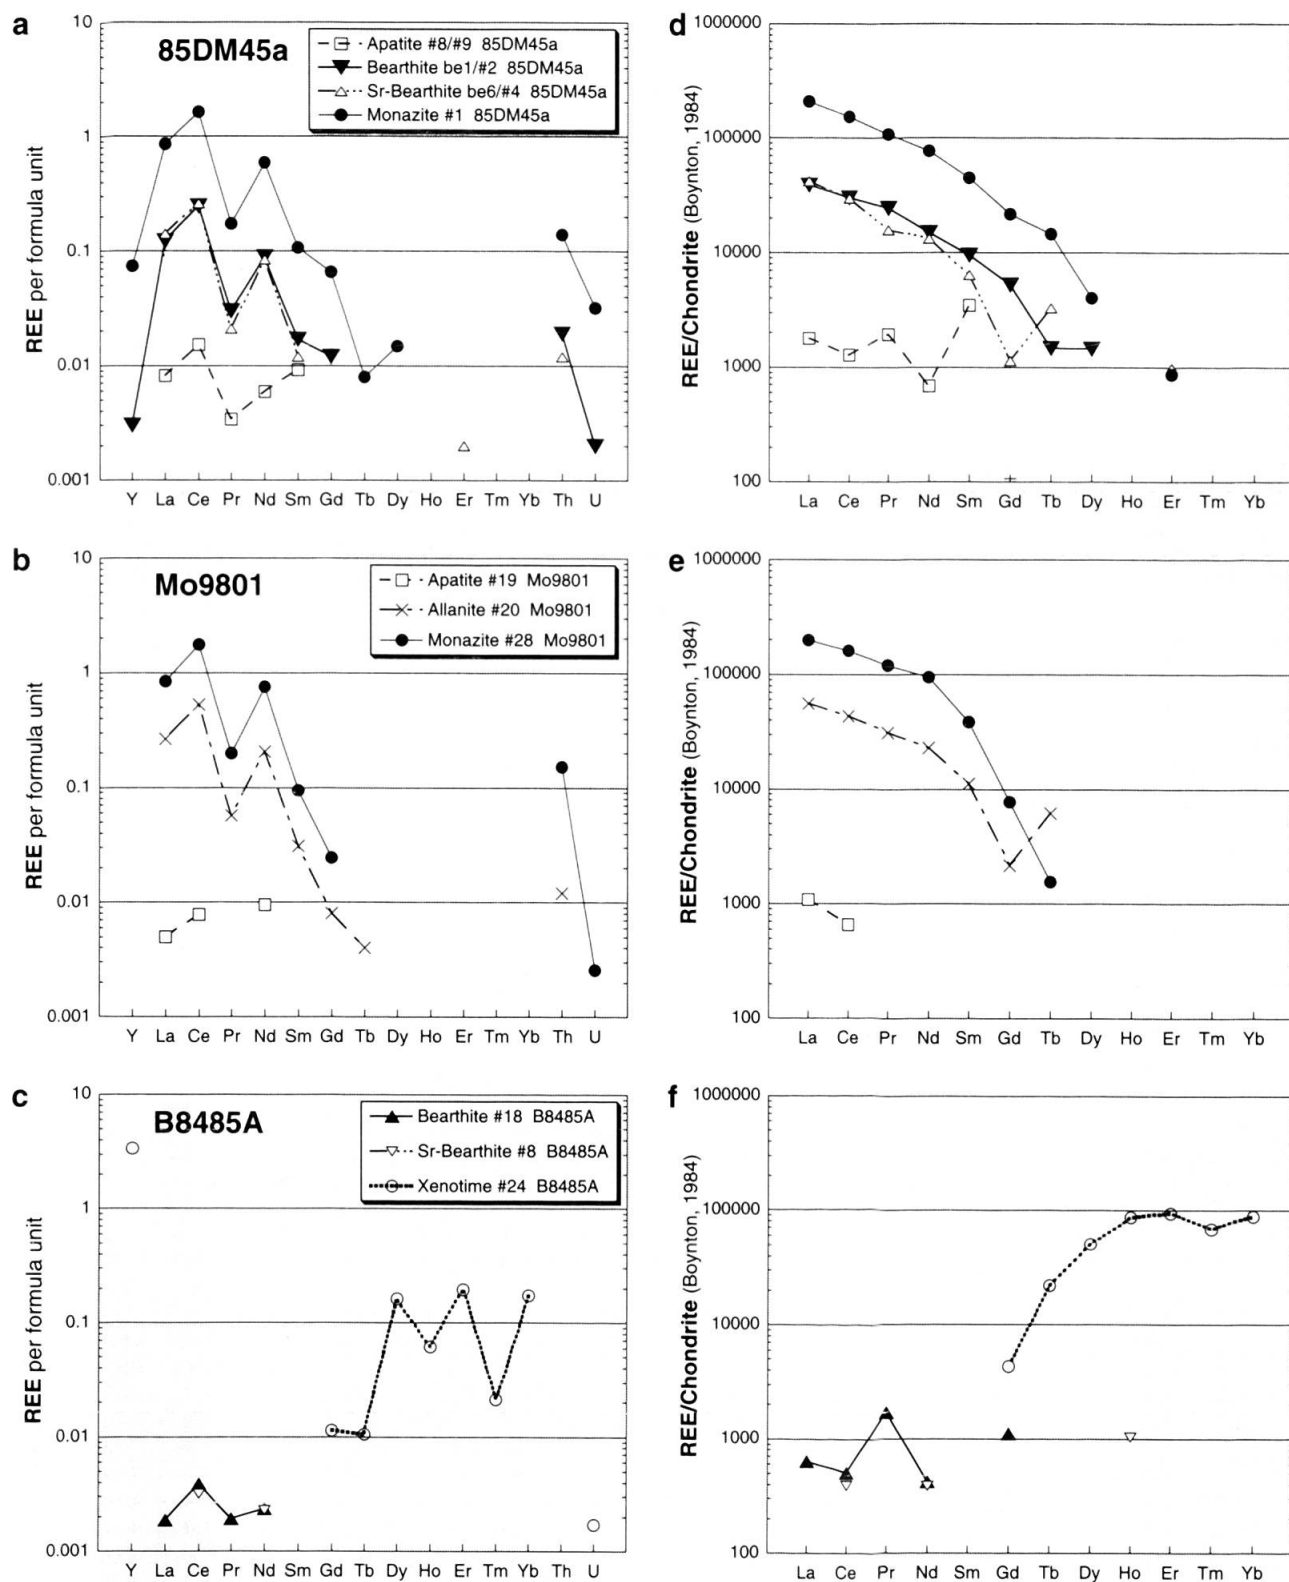 a
85DM45a
Apatite #8/#9 85DM45a
Bearthite be1/#2 85DM45a
Sr-Bearthite be6/#4 85DM45a
Monazite #1 85DM45a
REE per formula unit
10
1
0.1
0.01
0.001
Y La Ce Pr Nd Sm Gd Tb Dy Ho Er Tm Yb Th U
d
REE/Chondrite (Boynton, 1984)
1000000
100000
10000
1000
100
La Ce Pr Nd Sm Gd Tb Dy Ho Er Tm Yb
b
Mo9801
Apatite #19 Mo9801
Allanite #20 Mo9801
Monazite #28 Mo9801
REE per formula unit
10
1
0.1
0.01
0.001
Y La Ce Pr Nd Sm Gd Tb Dy Ho Er Tm Yb Th U
e
REE/Chondrite (Boynton, 1984)
1000000
100000
10000
1000
100
La Ce Pr Nd Sm Gd Tb Dy Ho Er Tm Yb
c
B8485A
Bearthite #18 B8485A
Sr-Bearthite #8 B8485A
Xenotime #24 B8485A
REE per formula unit
10
1
0.1
0.01
0.001
Y La Ce Pr Nd Sm Gd Tb Dy Ho Er Tm Yb Th U
f
REE/Chondrite (Boynton, 1984)
1000000
100000
10000
1000
100
La Ce Pr Nd Sm Gd Tb Dy Ho Er Tm Yb